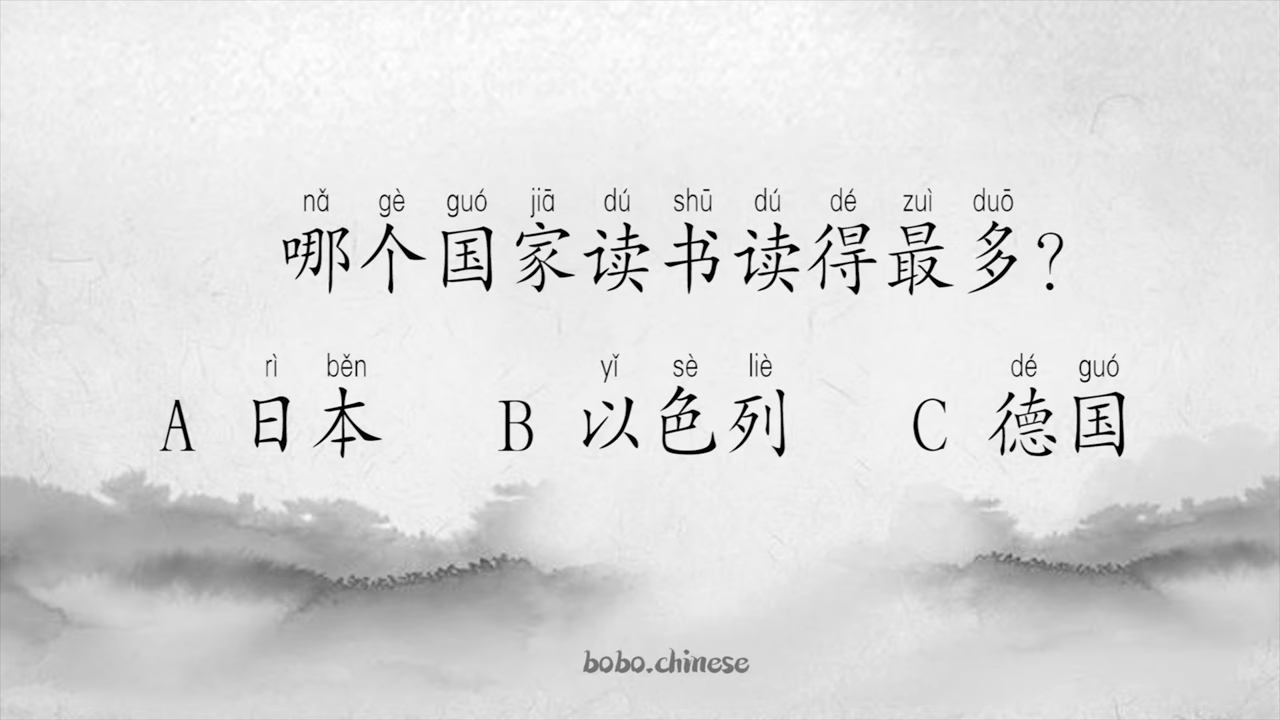 nǎ gè guó jiā dú shū dú dé zuì duō
哪个国家读书读得最多?
rì běn yǐ sè liè dé guó
A 日本 B 以色列 C 德国
bobo.chinese